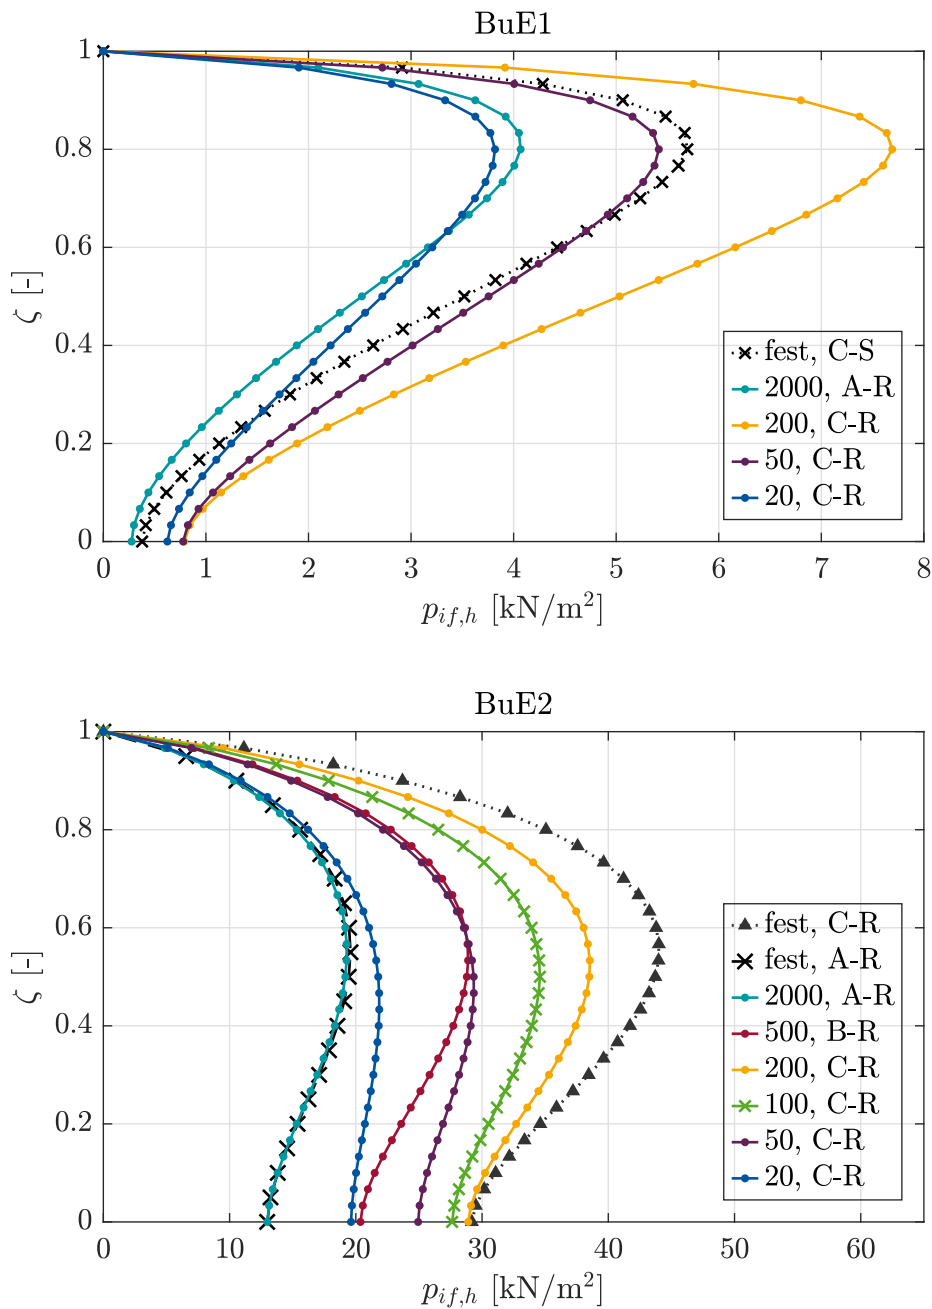 BuE1
1
0.8
0.6
0.4
0.2
0
ζ [-]
fest, C-S
2000, A-R
200, C-R
50, C-R
20, C-R
0 1 2 3 4 5 6 7 8
p_{if,h} [kN/m²]
BuE2
1
0.8
0.6
0.4
0.2
0
ζ [-]
fest, C-R
fest, A-R
2000, A-R
500, B-R
200, C-R
100, C-R
50, C-R
20, C-R
0 10 20 30 40 50 60
p_{if,h} [kN/m²]